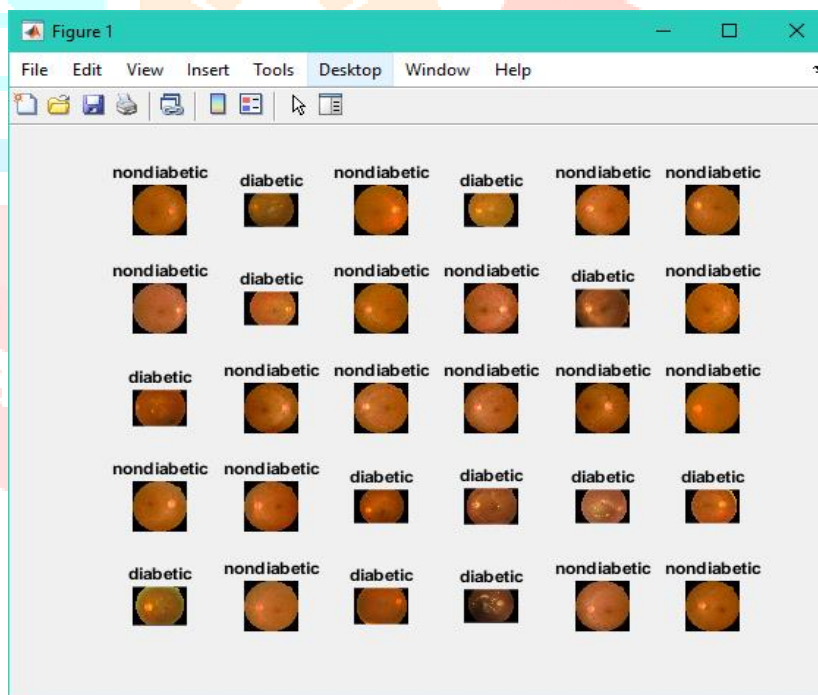 Figure 1
File Edit View Insert Tools Desktop Window Help
nondiabetic diabetic nondiabetic diabetic nondiabetic nondiabetic
nondiabetic diabetic nondiabetic nondiabetic diabetic nondiabetic
diabetic nondiabetic nondiabetic nondiabetic nondiabetic nondiabetic
nondiabetic nondiabetic diabetic diabetic diabetic diabetic
diabetic nondiabetic diabetic diabetic nondiabetic nondiabetic